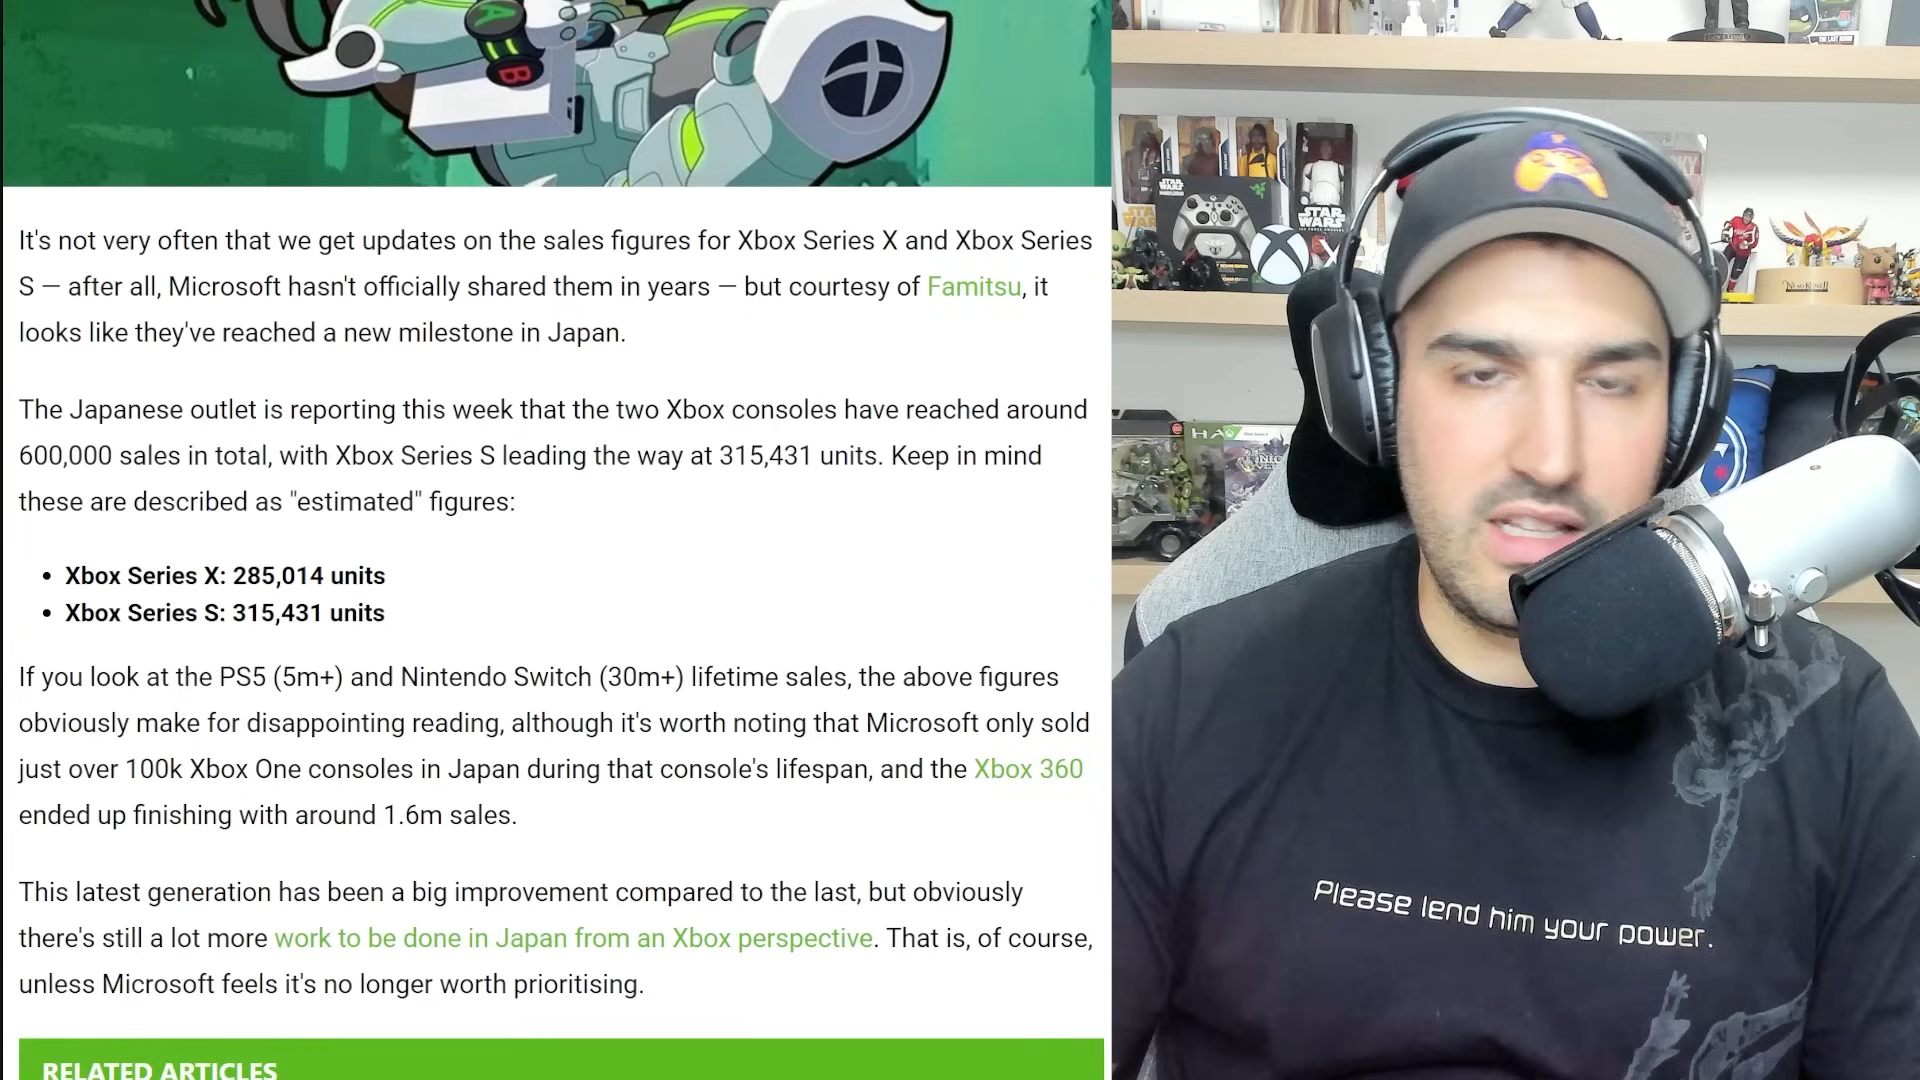 A
B
It's not very often that we get updates on the sales figures for Xbox Series X and Xbox Series
S — after all, Microsoft hasn't officially shared them in years — but courtesy of Famitsu, it
looks like they've reached a new milestone in Japan.
The Japanese outlet is reporting this week that the two Xbox consoles have reached around
600,000 sales in total, with Xbox Series S leading the way at 315,431 units. Keep in mind
these are described as "estimated" figures:
• Xbox Series X: 285,014 units
• Xbox Series S: 315,431 units
If you look at the PS5 (5m+) and Nintendo Switch (30m+) lifetime sales, the above figures
obviously make for disappointing reading, although it's worth noting that Microsoft only sold
just over 100k Xbox One consoles in Japan during that console's lifespan, and the Xbox 360
ended up finishing with around 1.6m sales.
This latest generation has been a big improvement compared to the last, but obviously
there's still a lot more work to be done in Japan from an Xbox perspective. That is, of course,
unless Microsoft feels it's no longer worth prioritising.
RELATED ARTICLES
STAR
WARS
STAR
WARS
Please lend him your power.